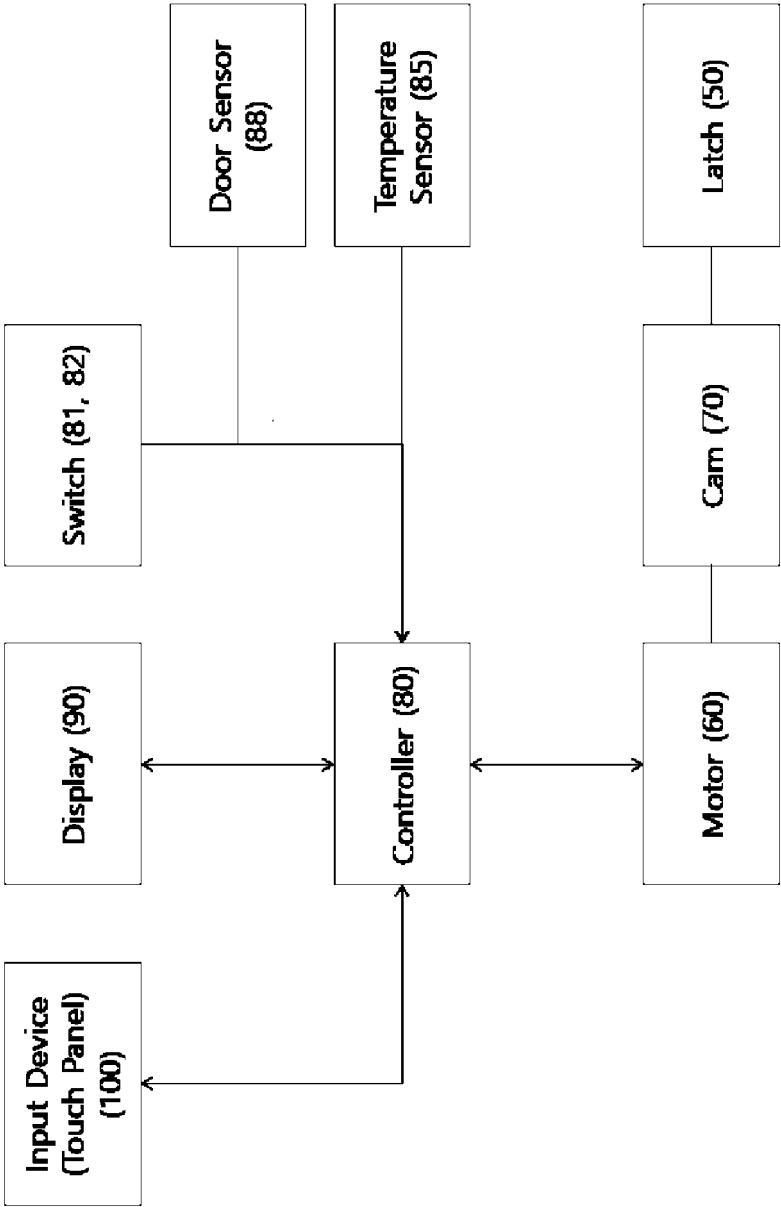 Input Device
(Touch Panel)
(100)
Display (90)
Switch (81, 82)
Door Sensor
(88)
Controller (80)
Temperature
Sensor (85)
Motor (60)
Cam (70)
Latch (50)